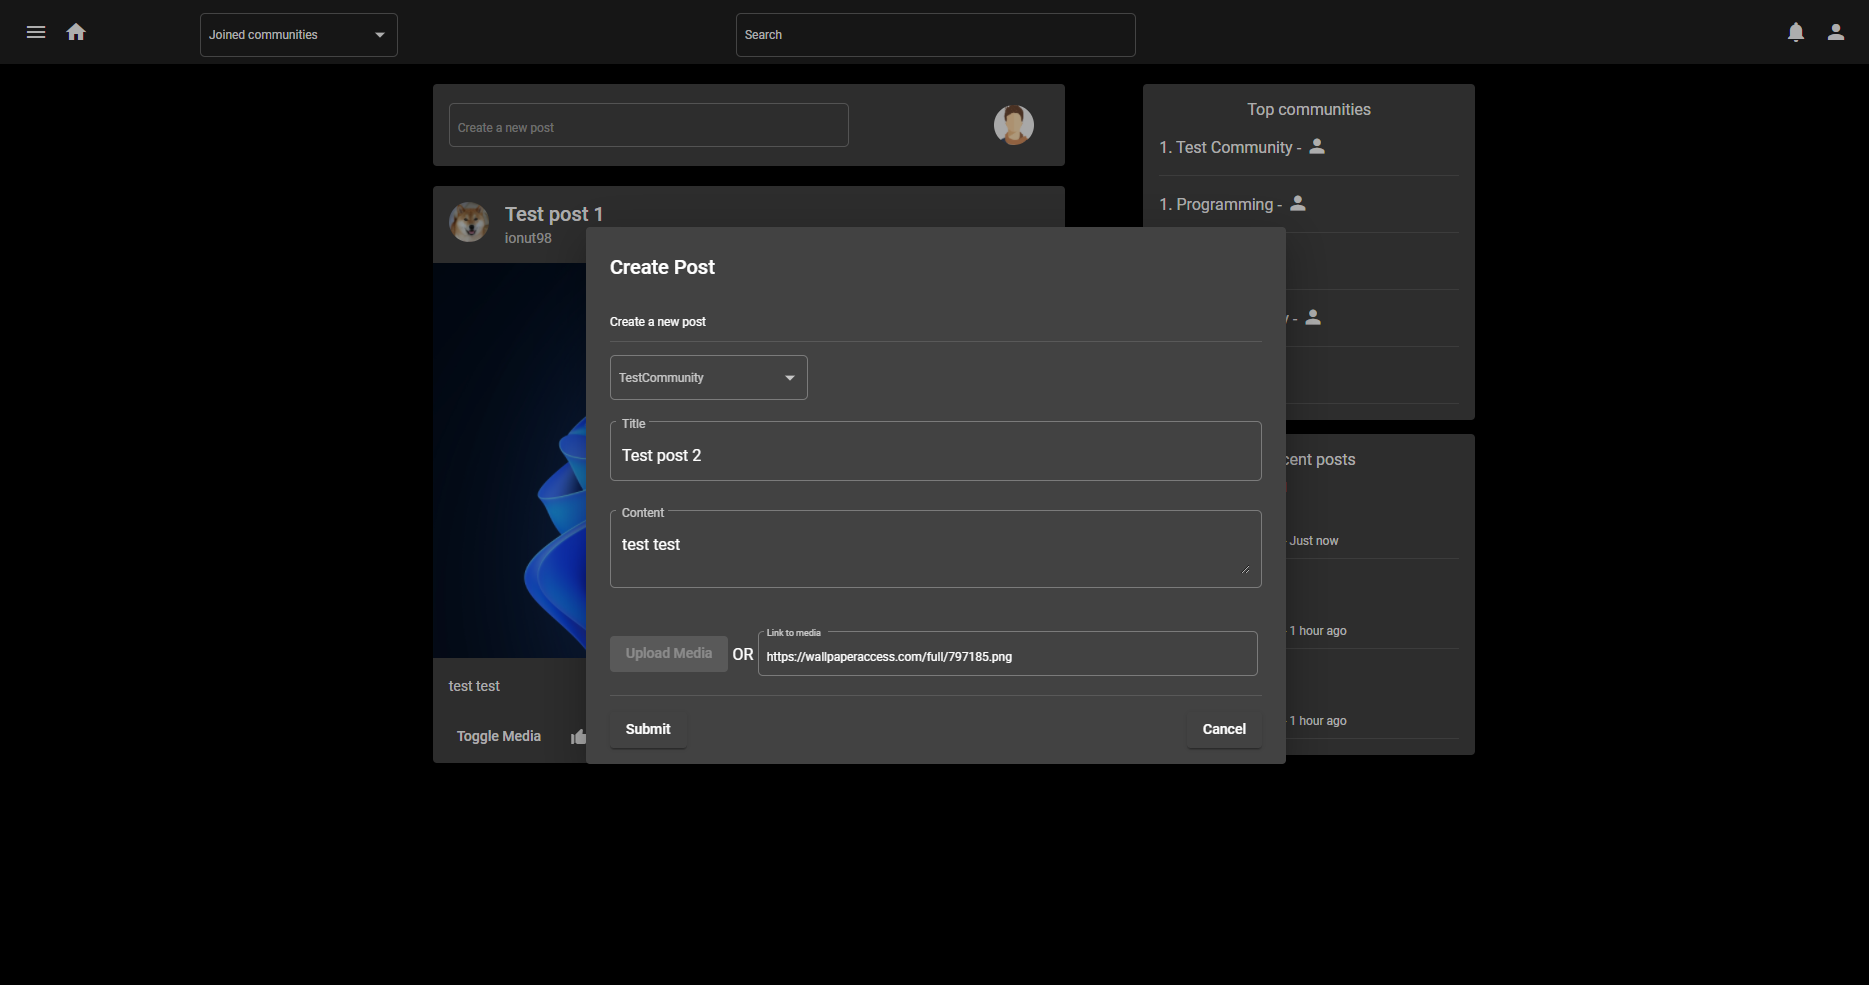 Joined communities
Search
Create a new post
Top communities
1. Test Community -
1. Programming -
-
Test post 1
ionut98
Create Post
Create a new post
TestCommunity
Title
Test post 2
Content
test test
Upload Media OR
Link to media
https://wallpaperaccess.com/full/797185.png
Submit
Cancel
test test
Toggle Media
cent posts
Just now
1 hour ago
1 hour ago